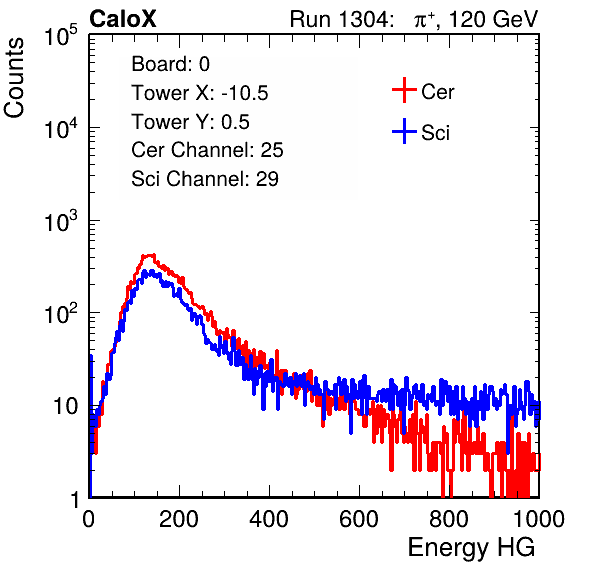 CaloX Run 1304: π⁺, 120 GeV
Counts
Board: 0
Tower X: -10.5
Tower Y: 0.5
Cer Channel: 25
Sci Channel: 29
Cer
Sci
10⁵
10⁴
10³
10²
10
1
0 200 400 600 800 1000
Energy HG